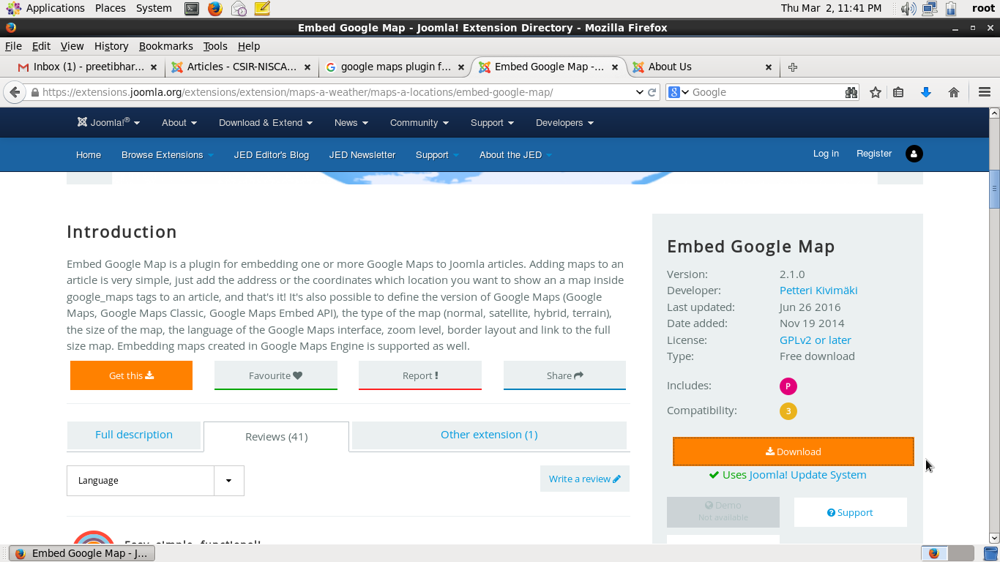 Applications Places System Thu Mar 2, 11:41 PM root
Embed Google Map - Joomla! Extension Directory - Mozilla Firefox
File Edit View History Bookmarks Tools Help
Inbox (1) - preetibhar... Articles - CSIR-NISCA... google maps plugin f... Embed Google Map -... About Us
https://extensions.joomla.org/extensions/extension/maps-a-weather/maps-a-locations/embed-google-map/ Google
Joomla!® About Download & Extend News Community Support Developers
Home Browse Extensions JED Editor's Blog JED Newsletter Support About the JED Log in Register
Introduction
Embed Google Map is a plugin for embedding one or more Google Maps to Joomla articles. Adding maps to an
article is very simple, just add the address or the coordinates which location you want to show an a map inside
google_maps tags to an article, and that's it! It's also possible to define the version of Google Maps (Google
Maps, Google Maps Classic, Google Maps Embed API), the type of the map (normal, satellite, hybrid, terrain),
the size of the map, the language of the Google Maps interface, zoom level, border layout and link to the full
size map. Embedding maps created in Google Maps Engine is supported as well.
Get this Favourite Report Share
Full description Reviews (41) Other extension (1)
Language Write a review
Easy, simple, functional!
Embed Google Map
Version: 2.1.0
Developer: Petteri Kivimäki
Last updated: Jun 26 2016
Date added: Nov 19 2014
License: GPLv2 or later
Type: Free download
Includes: P
Compatibility: 3
Download
Uses Joomla! Update System
Demo
Not available
Support
Embed Google Map - J...